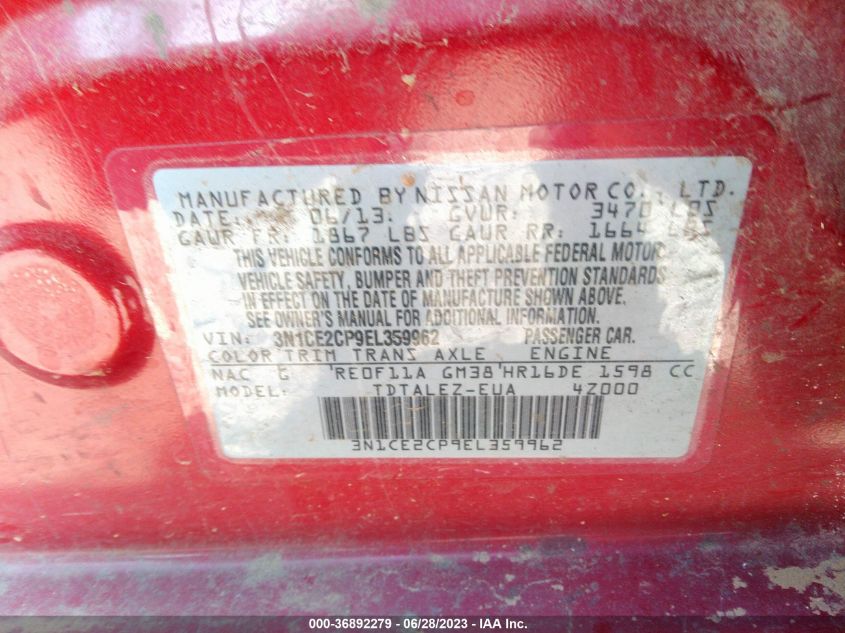 MANUFACTURED BY NISSAN MOTOR CO., LTD.
DATE 06/13. GVWR: 3470 LBS
GAWR FR: 1867 LBS GAWR RR: 1664 LBS
THIS VEHICLE CONFORMS TO ALL APPLICABLE FEDERAL MOTOR
VEHICLE SAFETY, BUMPER AND THEFT PREVENTION STANDARDS
IN EFFECT ON THE DATE OF MANUFACTURE SHOWN ABOVE.
SEE OWNER'S MANUAL FOR ADDITIONAL INFORMATION.
VIN: 3N1CE2CP9EL359962 PASSENGER CAR.
COLOR TRIM TRANS AXLE ENGINE
NAC G RE0F11A GM38 HR16DE 1598 CC
MODEL: TDTALEZ-EUA 4Z000
3N1CE2CP9EL359962
000-36892279 - 06/28/2023 - IAA Inc.